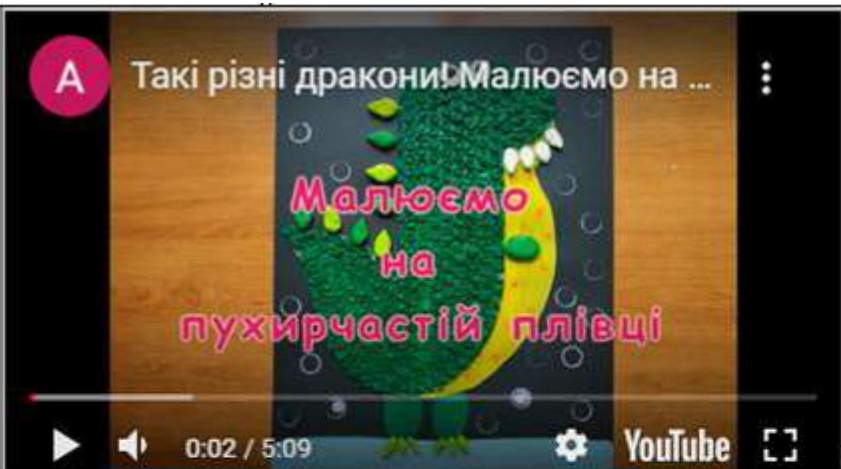 А
Такі різні дракони! Малюємо на ...
Малюємо
на
пухирчастій плівці
0:02 / 5:09
YouTube